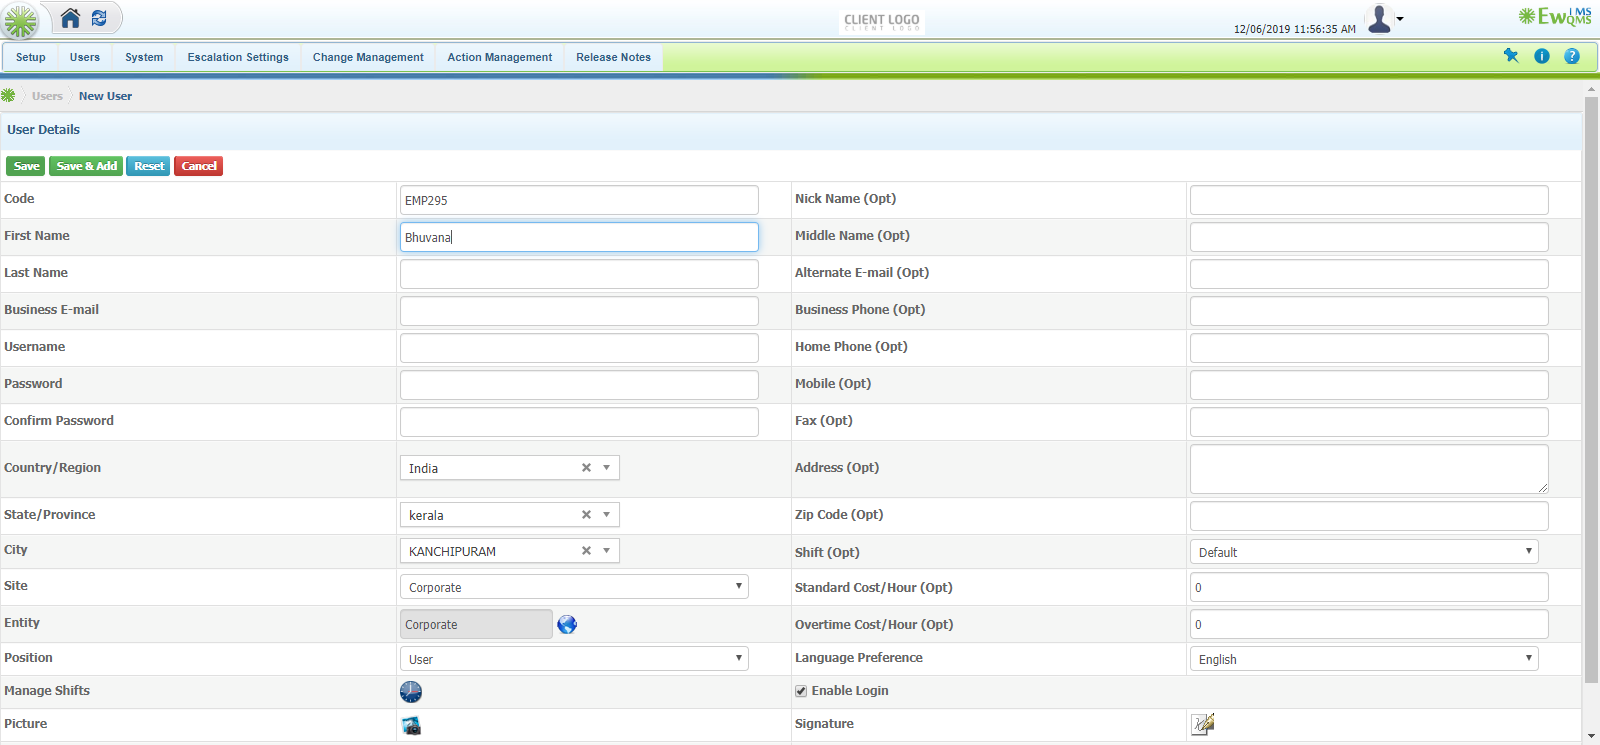 CLIENT LOGO
CLIENT LOGO
12/06/2019 11:56:35 AM
EwQMS IMS
Setup Users System Escalation Settings Change Management Action Management Release Notes
Users New User
User Details
Save Save & Add Reset Cancel
Code EMP295 Nick Name (Opt)
First Name Bhuvana Middle Name (Opt)
Last Name Alternate E-mail (Opt)
Business E-mail Business Phone (Opt)
Username Home Phone (Opt)
Password Mobile (Opt)
Confirm Password Fax (Opt)
Country/Region India Address (Opt)
State/Province kerala Zip Code (Opt)
City KANCHIPURAM Shift (Opt) Default
Site Corporate Standard Cost/Hour (Opt) 0
Entity Corporate Overtime Cost/Hour (Opt) 0
Position User Language Preference English
Manage Shifts Enable Login
Picture Signature